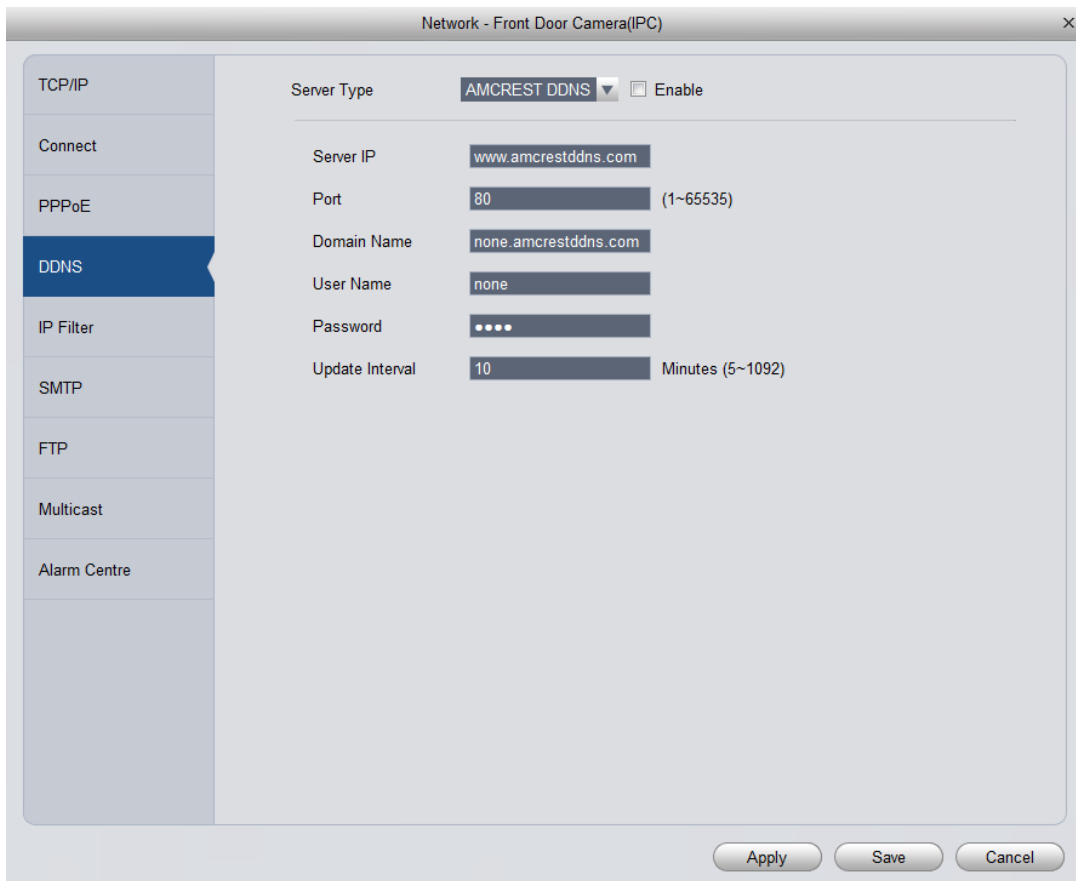 Network - Front Door Camera(IPC)
TCP/IP
Connect
PPPoE
DDNS
IP Filter
SMTP
FTP
Multicast
Alarm Centre
Server Type AMCREST DDNS Enable
Server IP www.amcrestddns.com
Port 80 (1~65535)
Domain Name none.amcrestddns.com
User Name none
Password ●●●●
Update Interval 10 Minutes (5~1092)
Apply Save Cancel